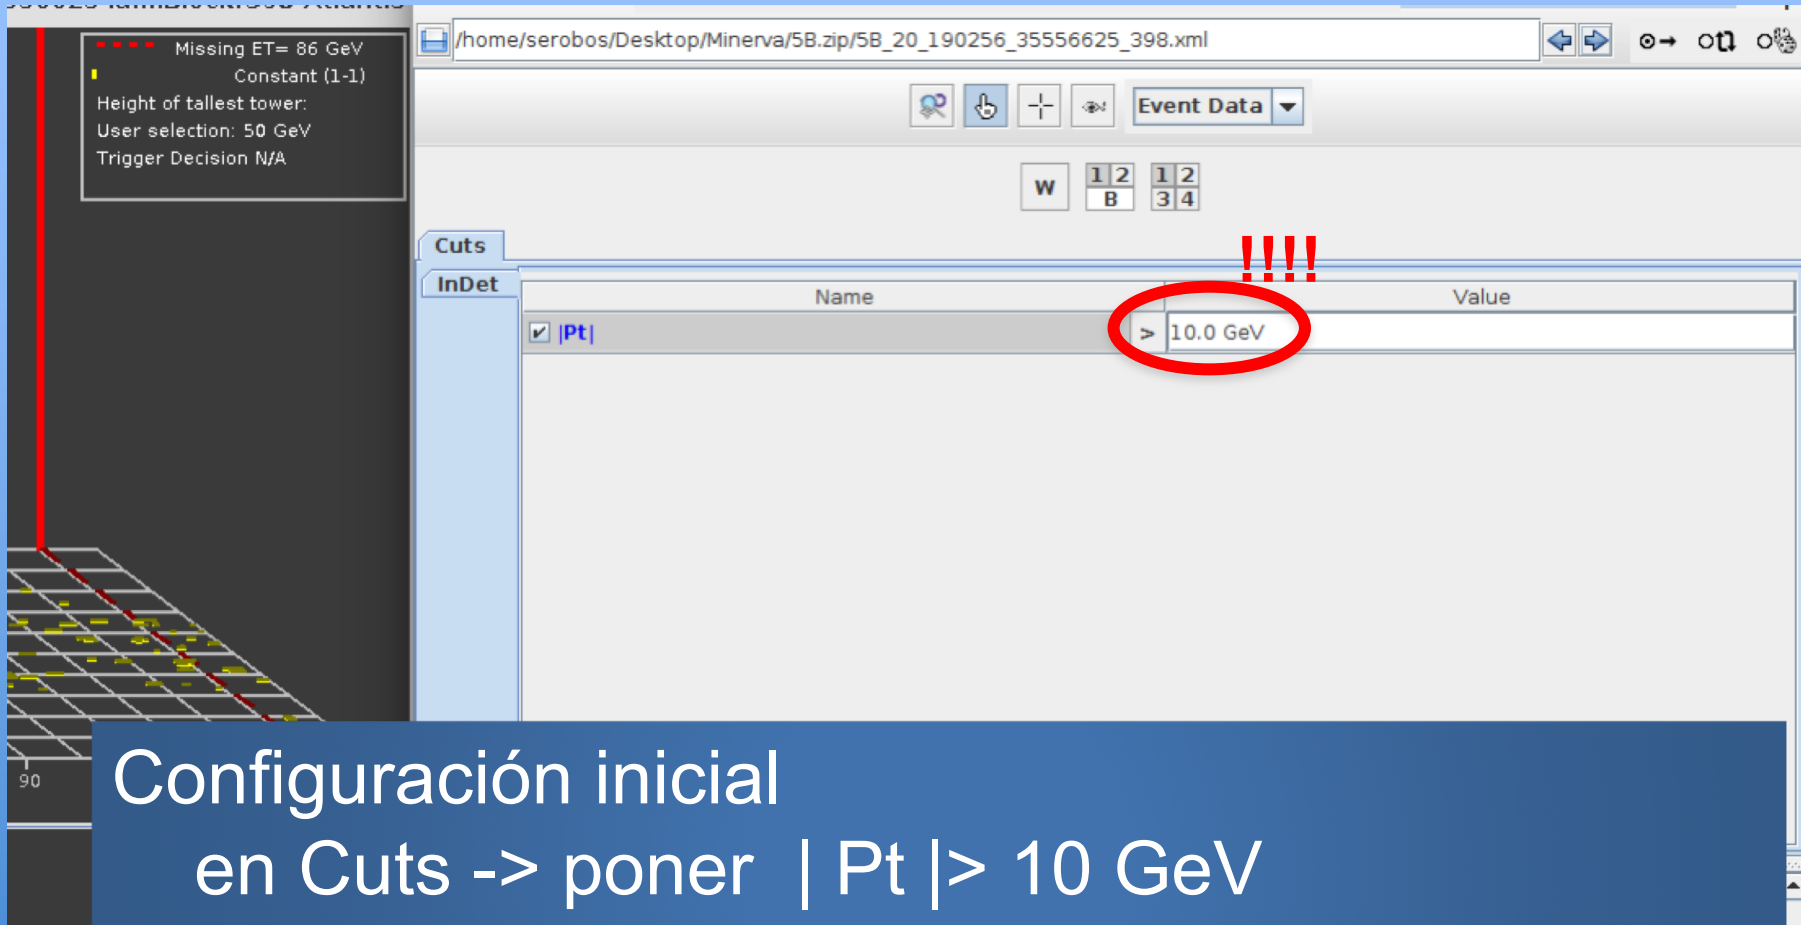 Missing ET= 86 GeV
Constant (1-1)
Height of tallest tower:
User selection: 50 GeV
Trigger Decision N/A
/home/serobos/Desktop/Minerva/5B.zip/5B_20_190256_35556625_398.xml
Event Data
W
1 2
B
1 2
3 4
Cuts
!!!!
InDet
Name
Value
|Pt|
>
10.0 GeV
90
Configuración inicial
en Cuts -> poner | Pt |> 10 GeV